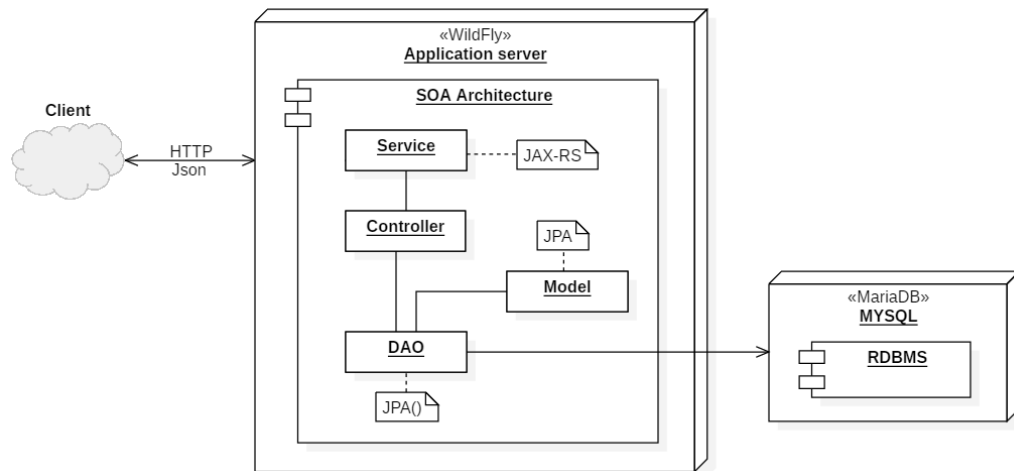 «WildFly»
Application server
SOA Architecture
Client
HTTP
Json
Service
JAX-RS
Controller
JPA
Model
«MariaDB»
MYSQL
DAO
RDBMS
JPA()